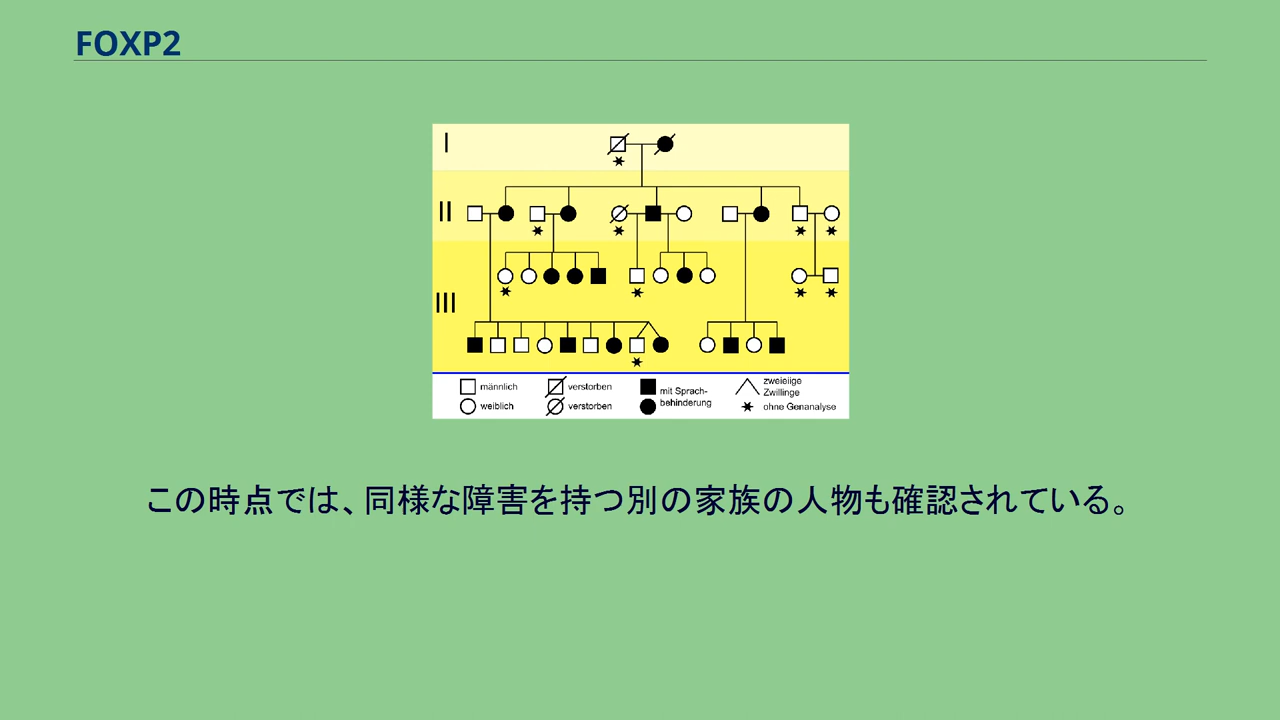 FOXP2
I
II
III
männlich
weiblich
verstorben
verstorben
mit Sprach-
behinderung
zweieiige
Zwillinge
ohne Genanalyse
この時点では、同様な障害を持つ別の家族の人物も確認されている。